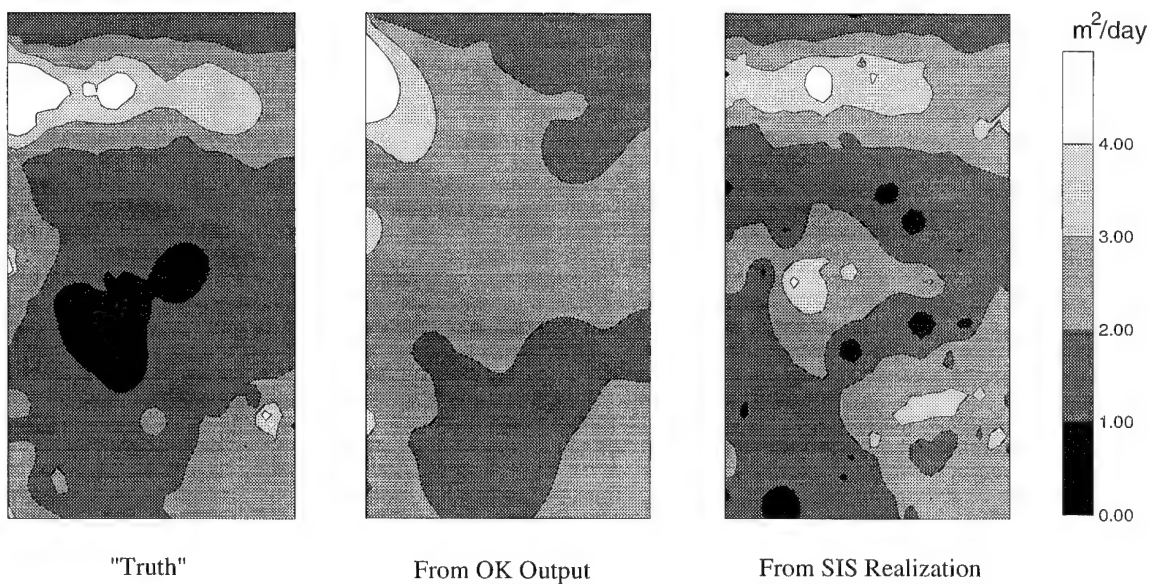 m²/day
4.00
3.00
2.00
1.00
0.00
"Truth"
From OK Output
From SIS Realization